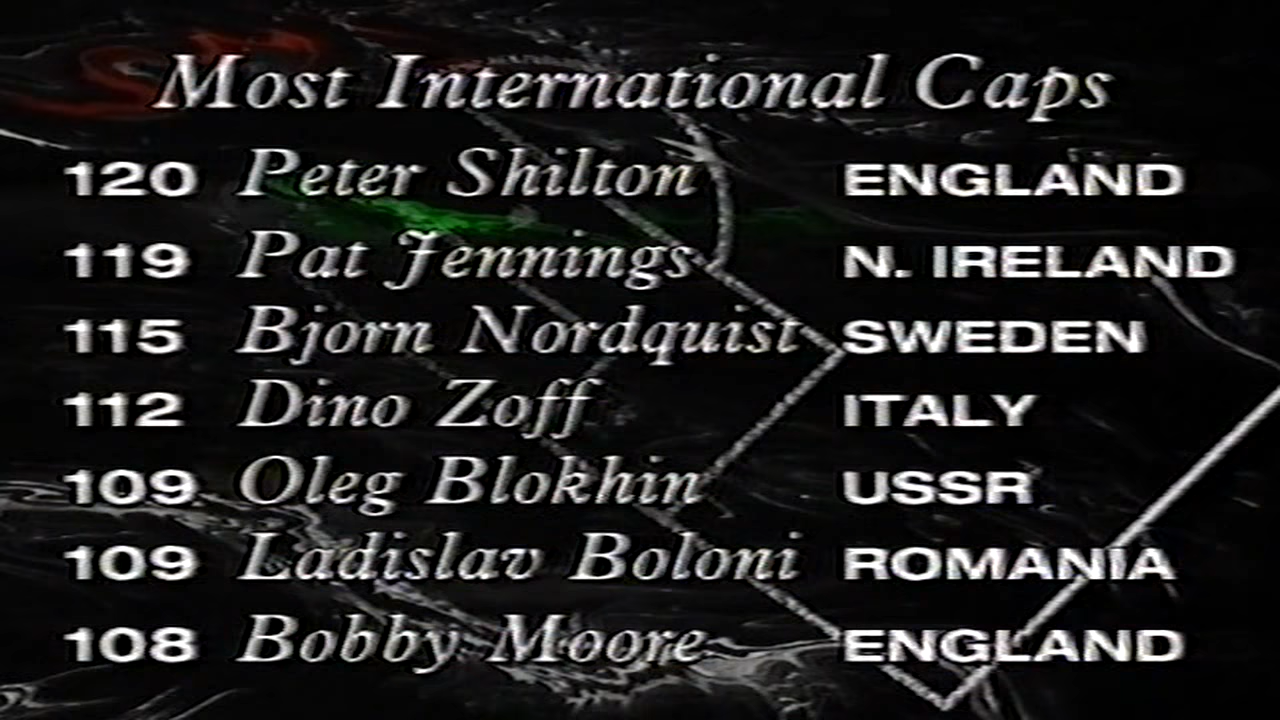 Most International Caps
120 Peter Shilton ENGLAND
119 Pat Jennings N. IRELAND
115 Bjorn Nordquist SWEDEN
112 Dino Zoff ITALY
109 Oleg Blokhin USSR
109 Ladislav Boloni ROMANIA
108 Bobby Moore ENGLAND